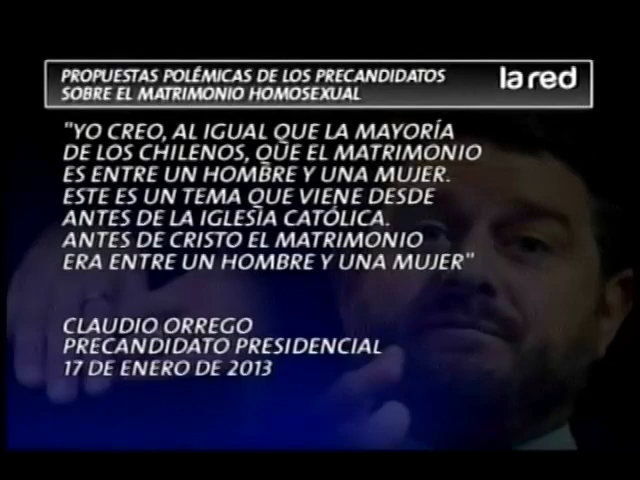 PROPUESTAS POLÉMICAS DE LOS PRECANDIDATOS
SOBRE EL MATRIMONIO HOMOSEXUAL
la red
"YO CREO, AL IGUAL QUE LA MAYORÍA
DE LOS CHILENOS, QUE EL MATRIMONIO
ES ENTRE UN HOMBRE Y UNA MUJER.
ESTE ES UN TEMA QUE VIENE DESDE
ANTES DE LA IGLESIA CATÓLICA.
ANTES DE CRISTO EL MATRIMONIO
ERA ENTRE UN HOMBRE Y UNA MUJER"
CLAUDIO ORREGO
PRECANDIDATO PRESIDENCIAL
17 DE ENERO DE 2013